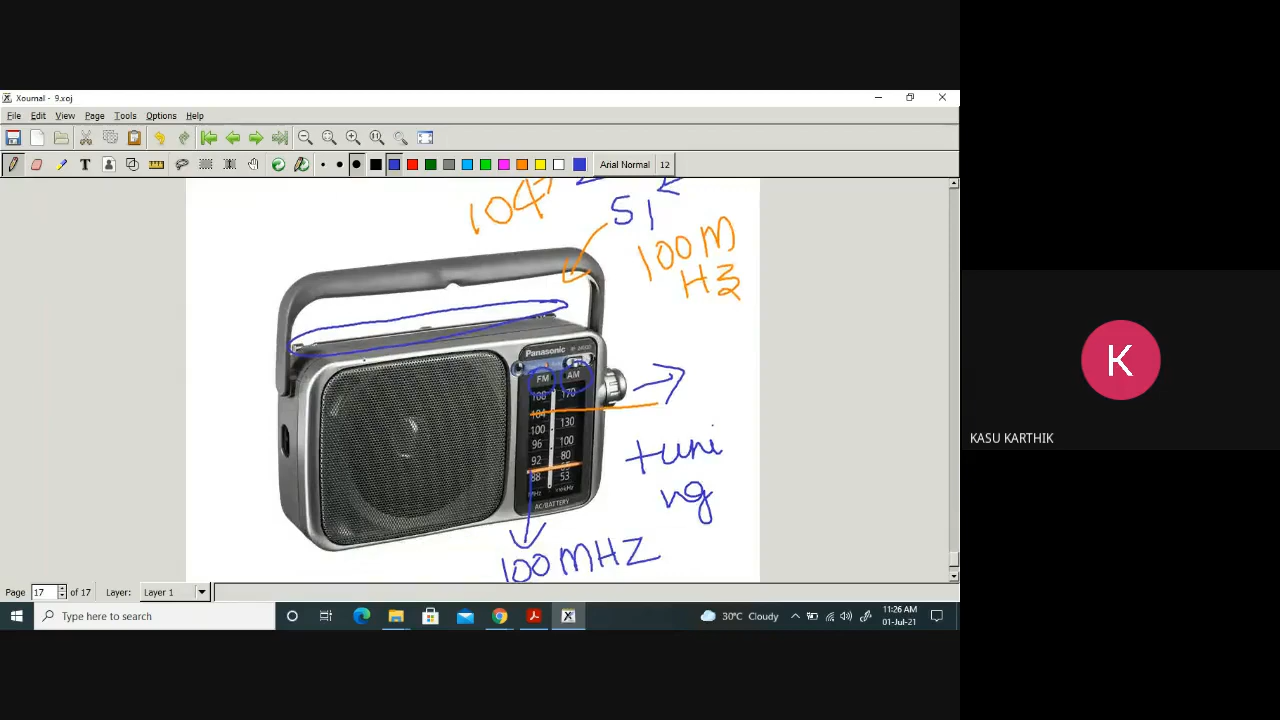 Xournal - 9.xoj
File Edit View Page Tools Options Help
Arial Normal 12
104
51
100M
HZ
Panasonic
FM AM
108 170
104
100 130
96 100
92 80
88 53
MHz
AC/BATTERY
tuni
ng
100MHZ
K
KASU KARTHIK
Page 17 of 17 Layer: Layer 1
Type here to search
30°C Cloudy
11:26 AM
01-Jul-21